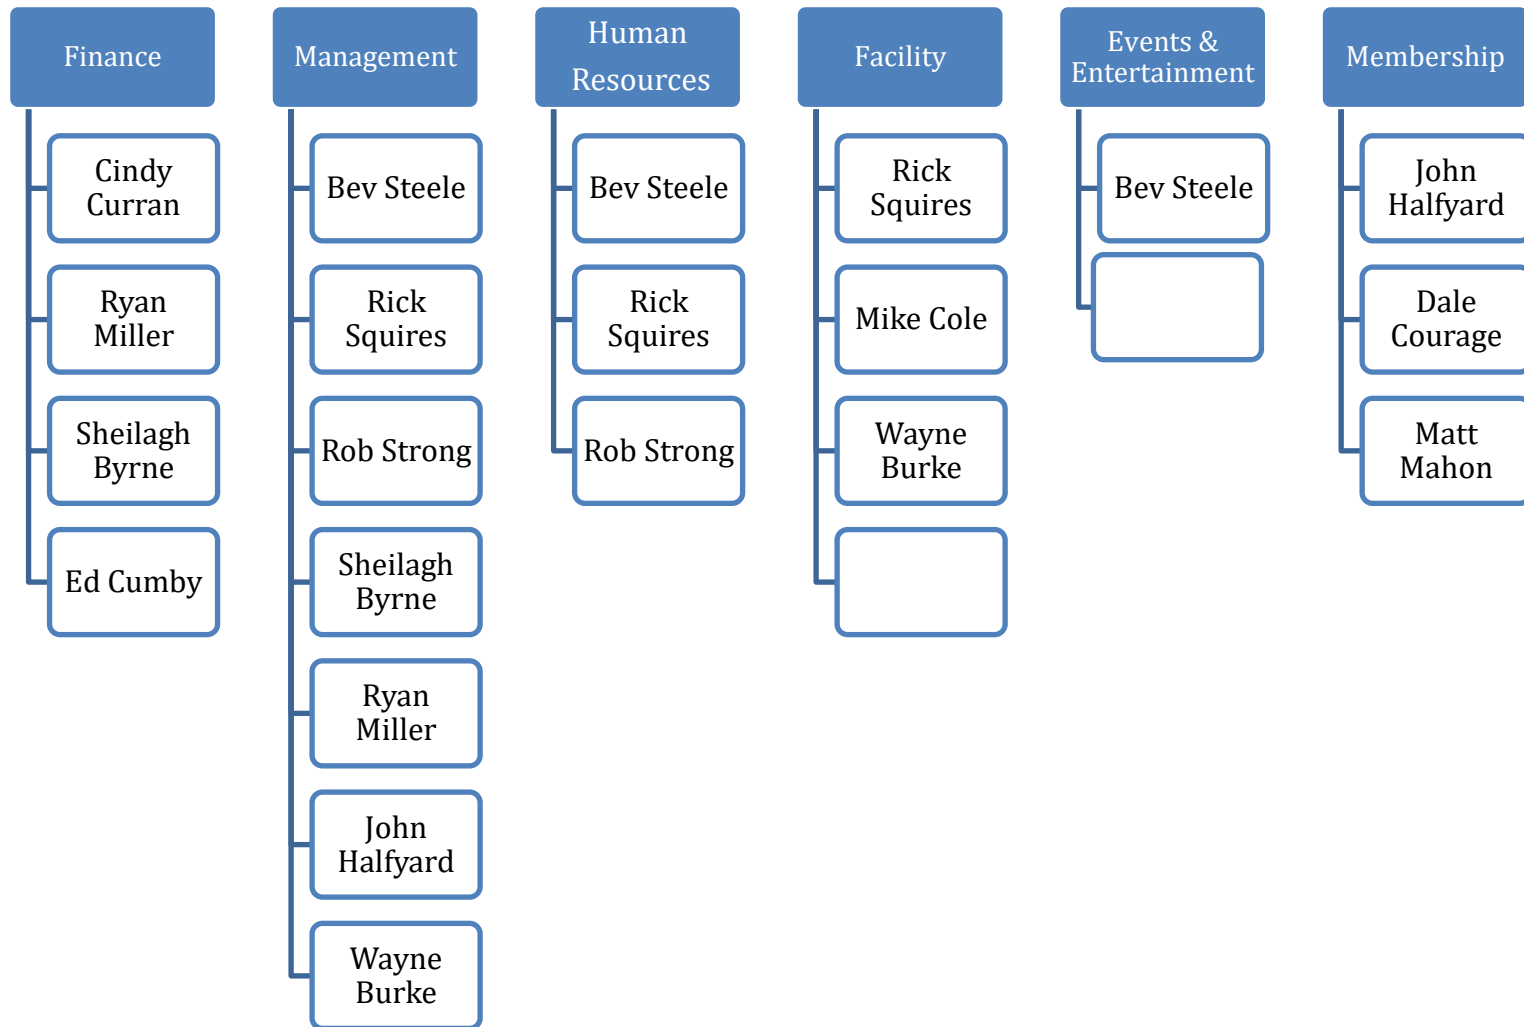 Finance
Cindy
Curran
Ryan
Miller
Sheilagh
Byrne
Ed Cumby
Management
Bev Steele
Rick
Squires
Rob Strong
Sheilagh
Byrne
Ryan
Miller
John
Halfyard
Wayne
Burke
Human
Resources
Bev Steele
Rick
Squires
Rob Strong
Facility
Rick
Squires
Mike Cole
Wayne
Burke
Events &
Entertainment
Bev Steele
Membership
John
Halfyard
Dale
Courage
Matt
Mahon